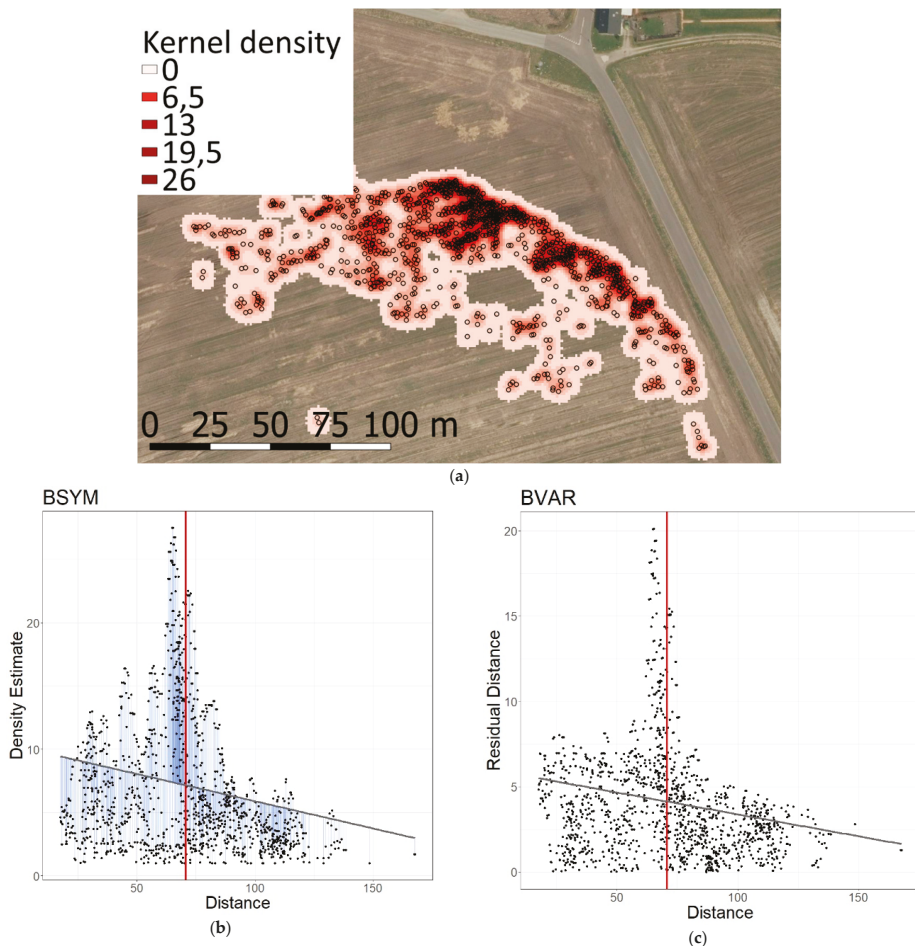 Kernel density
0
6,5
13
19,5
26
0 25 50 75 100 m
(a)
BSYM
Density Estimate
20
10
0
50 100 150
Distance
(b)
BVAR
Residual Distance
20
15
10
5
0
50 100 150
Distance
(c)